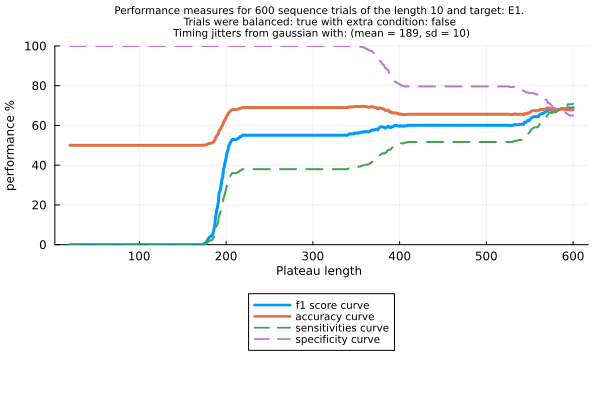 Performance measures for 600 sequence trials of the length 10 and target: E1.
Trials were balanced: true with extra condition: false
Timing jitters from gaussian with: (mean = 189, sd = 10)
100
80
60
40
20
0
performance %
100 200 300 400 500 600
Plateau length
f1 score curve
accuracy curve
sensitivities curve
specificity curve